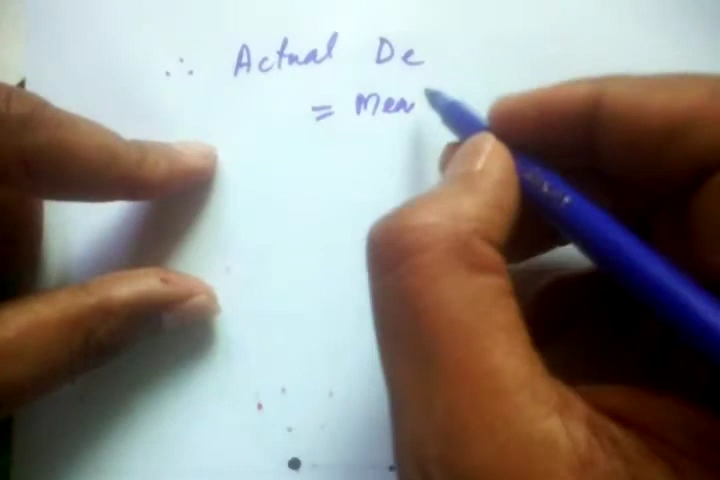 ∴ Actual De
= Mea